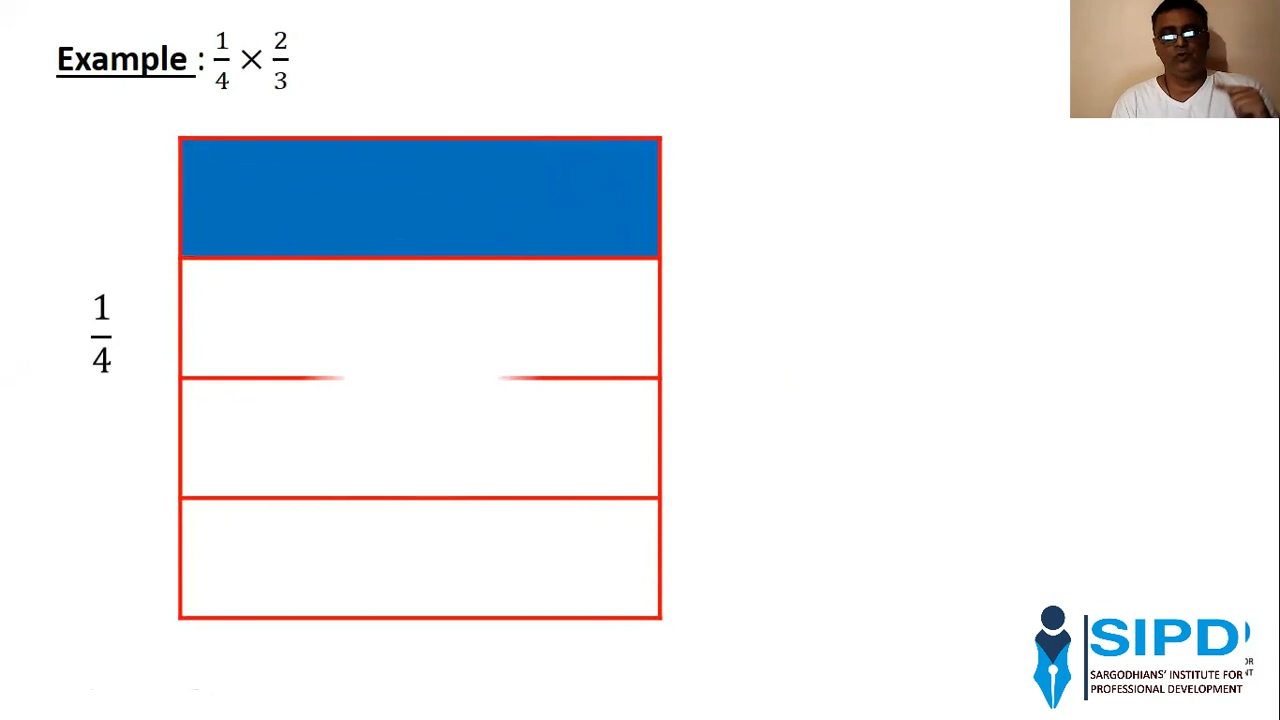 Example : 1/4 × 2/3
1/4
SIPD
SARGODHIANS' INSTITUTE FOR
PROFESSIONAL DEVELOPMENT